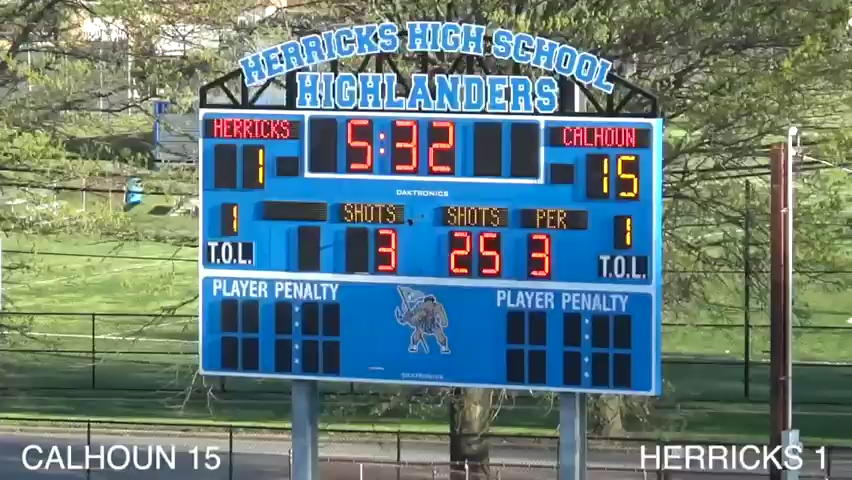 HERRICKS HIGH SCHOOL
HIGHLANDERS
HERRICKS 5:32 CALHOUN
1 15
DAKTRONICS
1 SHOTS SHOTS PER 1
T.O.L. 3 25 3 T.O.L.
PLAYER PENALTY PLAYER PENALTY
DAKTRONICS
CALHOUN 15 HERRICKS 1